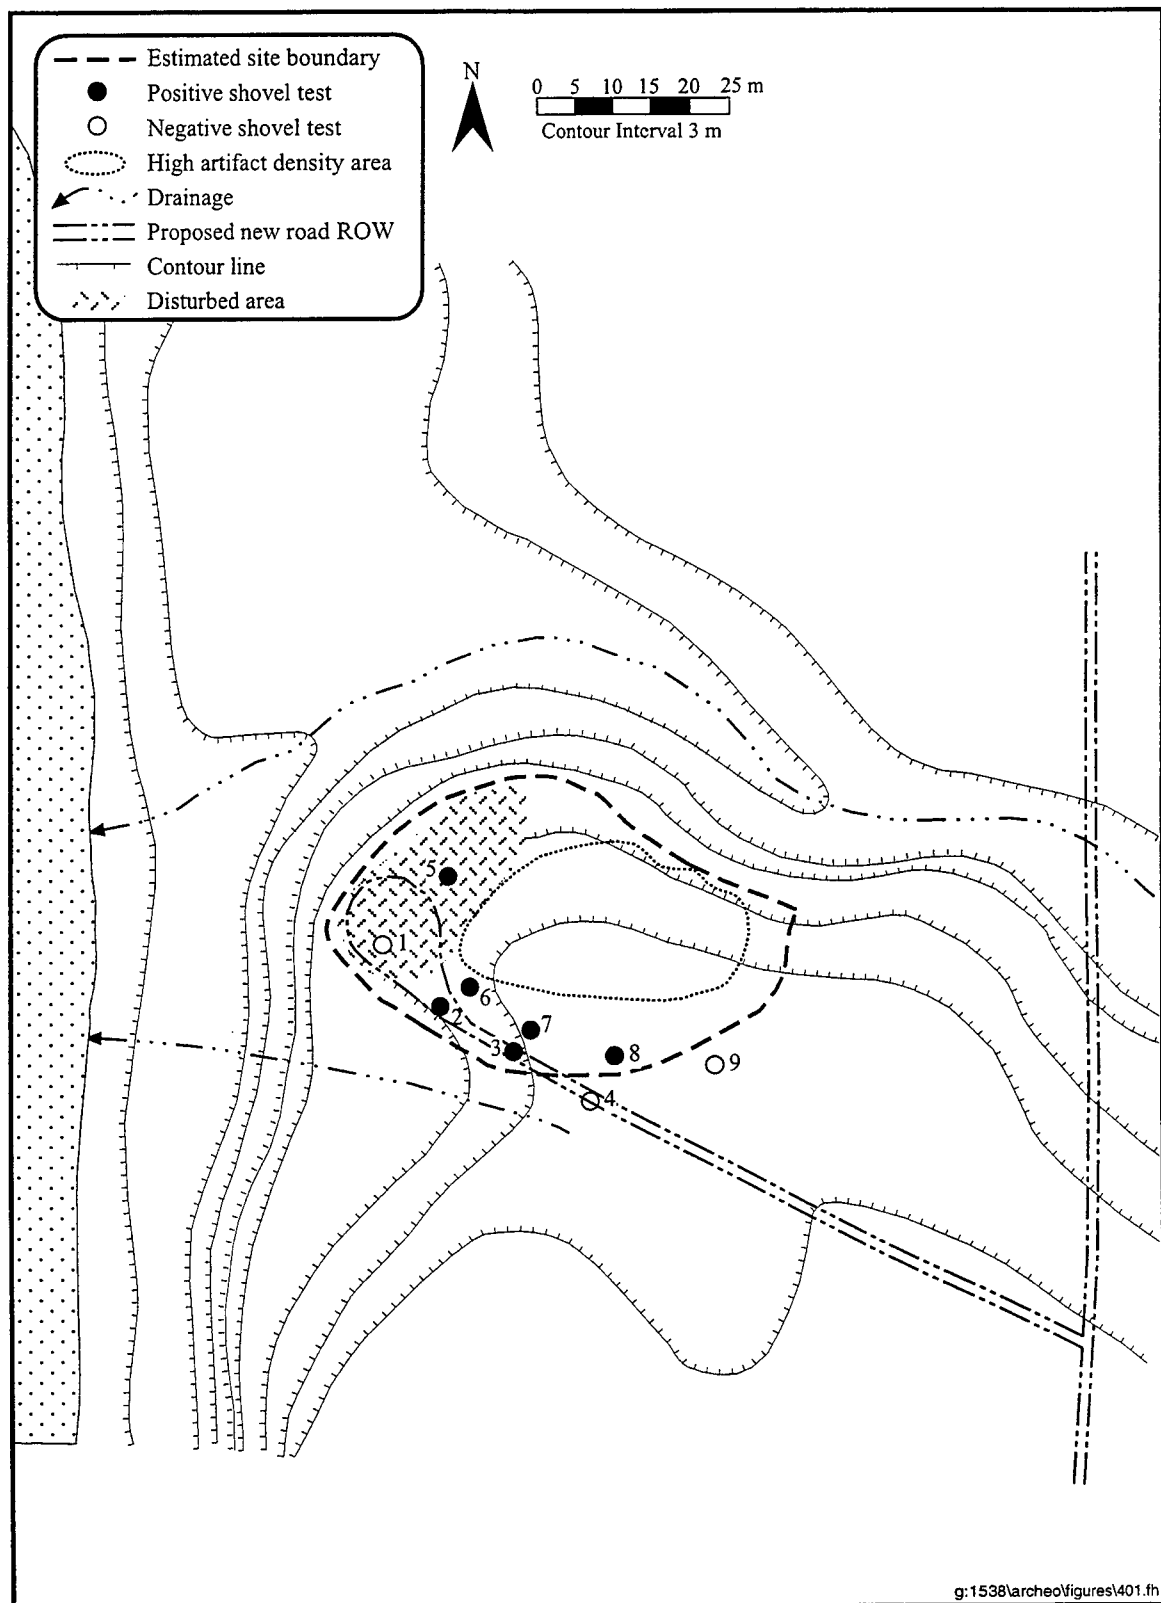 Estimated site boundary
Positive shovel test
Negative shovel test
High artifact density area
Drainage
Proposed new road ROW
Contour line
Disturbed area
N
0 5 10 15 20 25 m
Contour Interval 3 m
5
1
6
2
7
3
8
9
4
g:1538\archeo\figures\401.fh